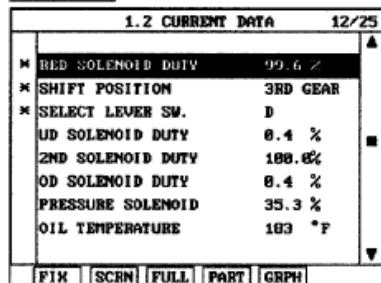 1.2 CURRENT DATA 12/25
* RED SOLENOID DUTY 99.6 %
* SHIFT POSITION 3RD GEAR
* SELECT LEVER SW. D
UD SOLENOID DUTY 0.4 %
2ND SOLENOID DUTY 100.0%
OD SOLENOID DUTY 0.4 %
PRESSURE SOLENOID 35.3 %
OIL TEMPERATURE 183 °F
FIX SCRN FULL PART GRPH